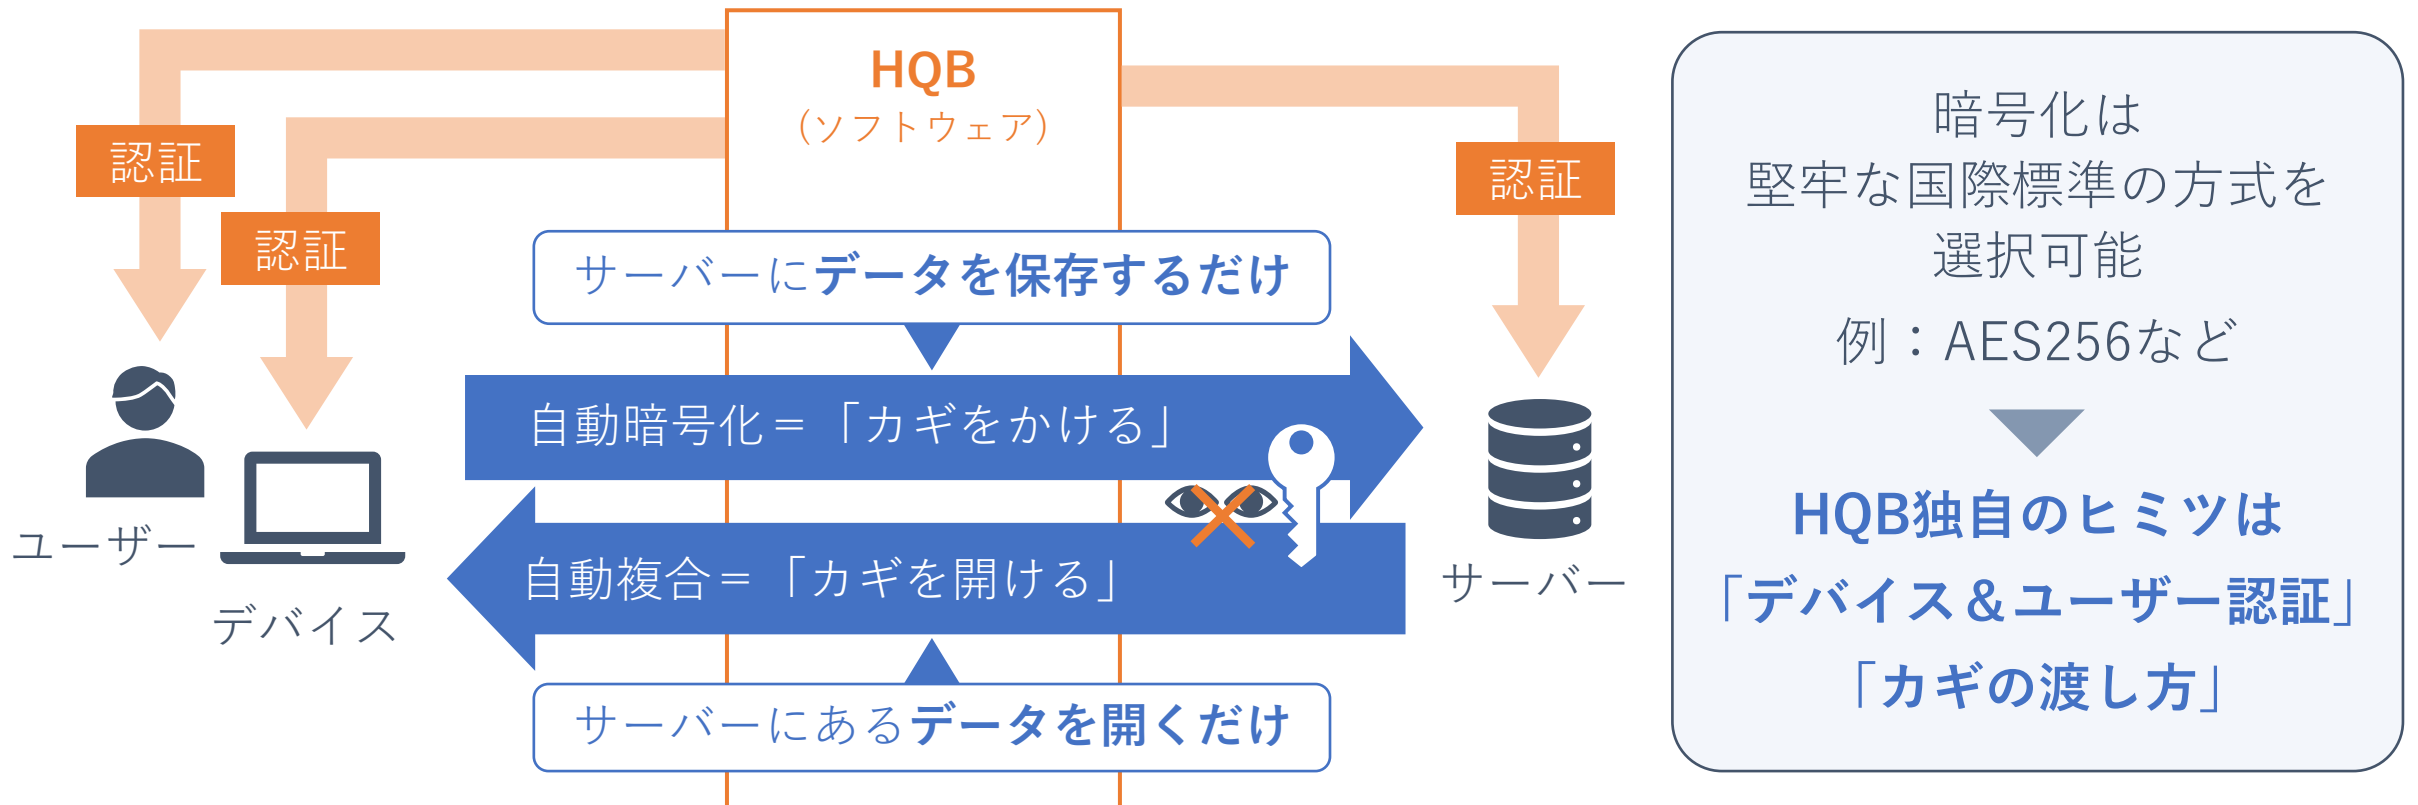 HQB
（ソフトウェア）
認証
認証
認証
サーバーにデータを保存するだけ
自動暗号化＝「カギをかける」
自動複合＝「カギを開ける」
サーバーにあるデータを開くだけ
ユーザー
デバイス
サーバー
暗号化は
堅牢な国際標準の方式を
選択可能
例：AES256など
HQB独自のヒミツは
「デバイス＆ユーザー認証」
「カギの渡し方」